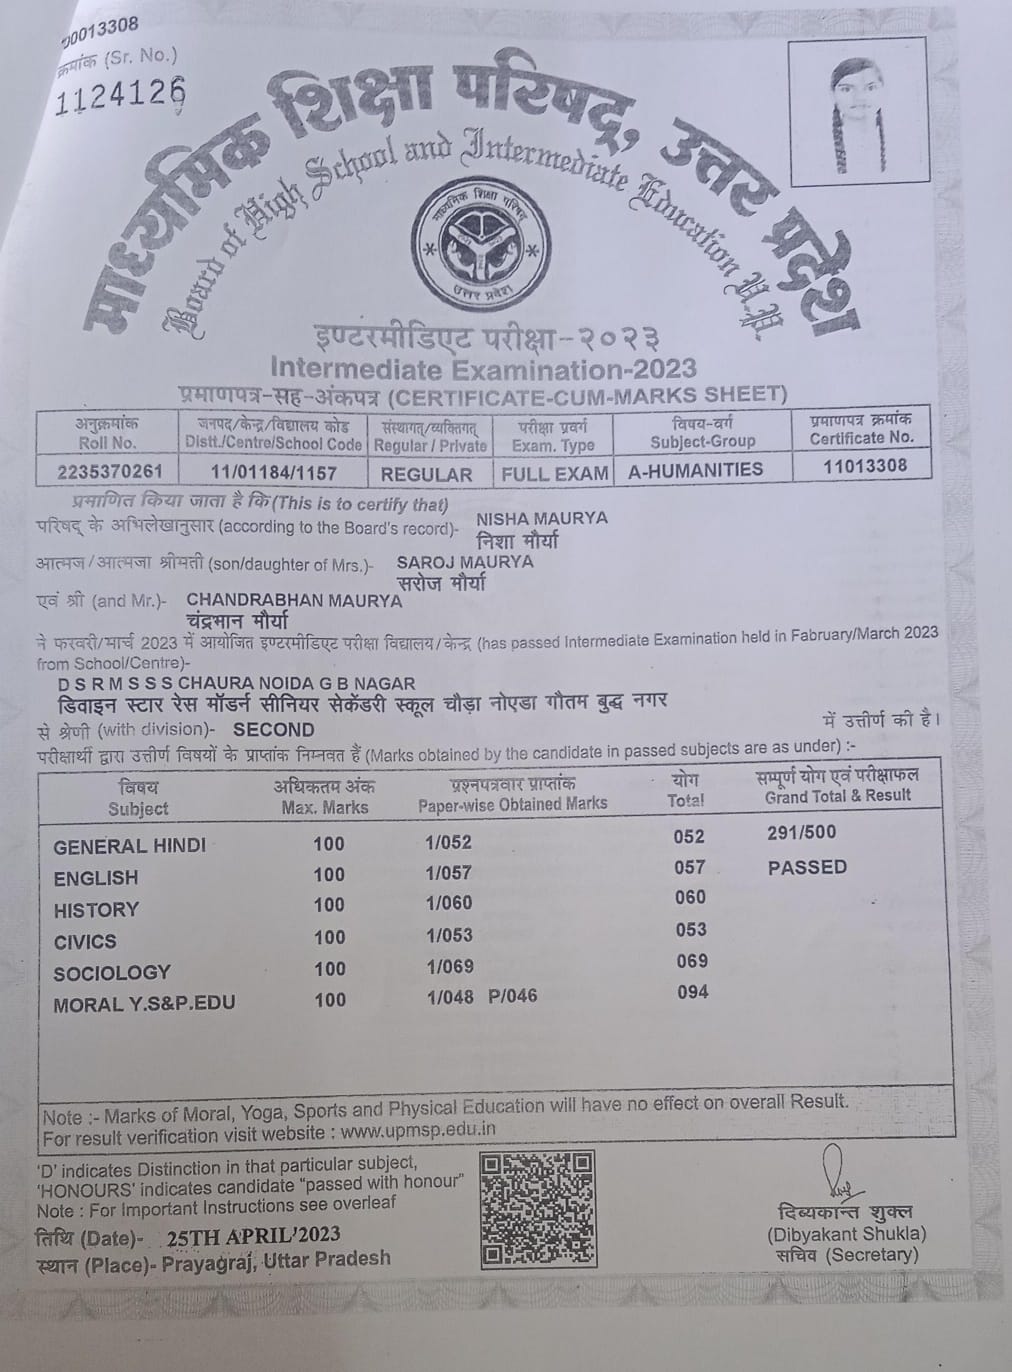 00013308
क्रमांक (Sr. No.)
1124126
माध्यमिक शिक्षा परिषद्, उत्तर प्रदेश
Board of High School and Intermediate Education U.P.
माध्यमिक शिक्षा परिषद्
उत्तर प्रदेश
इण्टरमीडिएट परीक्षा-२०२३
Intermediate Examination-2023
प्रमाणपत्र-सह-अंकपत्र (CERTIFICATE-CUM-MARKS SHEET)
अनुक्रमांक जनपद/केन्द्र/विद्यालय कोड संस्थागत्/व्यक्तिगत् परीक्षा प्रवर्ग विषय-वर्ग प्रमाणपत्र क्रमांक
Roll No. Distt./Centre/School Code Regular / Private Exam. Type Subject-Group Certificate No.
2235370261 11/01184/1157 REGULAR FULL EXAM A-HUMANITIES 11013308
प्रमाणित किया जाता है कि (This is to certify that)
परिषद् के अभिलेखानुसार (according to the Board's record)- NISHA MAURYA
निशा मौर्या
आत्मज/आत्मजा श्रीमती (son/daughter of Mrs.)- SAROJ MAURYA
सरोज मौर्या
एवं श्री (and Mr.)- CHANDRABHAN MAURYA
चंद्रभान मौर्या
ने फरवरी/मार्च 2023 में आयोजित इण्टरमीडिएट परीक्षा विद्यालय/केन्द्र (has passed Intermediate Examination held in Fabruary/March 2023
from School/Centre)-
D S R M S S S CHAURA NOIDA G B NAGAR
डिवाइन स्टार रेस मॉडर्न सीनियर सेकेंडरी स्कूल चौड़ा नोएडा गौतम बुद्ध नगर
से श्रेणी (with division)- SECOND में उत्तीर्ण की है।
परीक्षार्थी द्वारा उत्तीर्ण विषयों के प्राप्तांक निम्नवत हैं (Marks obtained by the candidate in passed subjects are as under) :-
विषय अधिकतम अंक प्रश्नपत्रवार प्राप्तांक योग सम्पूर्ण योग एवं परीक्षाफल
Subject Max. Marks Paper-wise Obtained Marks Total Grand Total & Result
GENERAL HINDI 100 1/052 052 291/500
ENGLISH 100 1/057 057 PASSED
HISTORY 100 1/060 060
CIVICS 100 1/053 053
SOCIOLOGY 100 1/069 069
MORAL Y.S&P.EDU 100 1/048 P/046 094
Note :- Marks of Moral, Yoga, Sports and Physical Education will have no effect on overall Result.
For result verification visit website : www.upmsp.edu.in
'D' indicates Distinction in that particular subject,
'HONOURS' indicates candidate "passed with honour"
Note : For Important Instructions see overleaf
तिथि (Date)- 25TH APRIL'2023
स्थान (Place)- Prayagraj, Uttar Pradesh
दिब्यकान्त शुक्ल
(Dibyakant Shukla)
सचिव (Secretary)